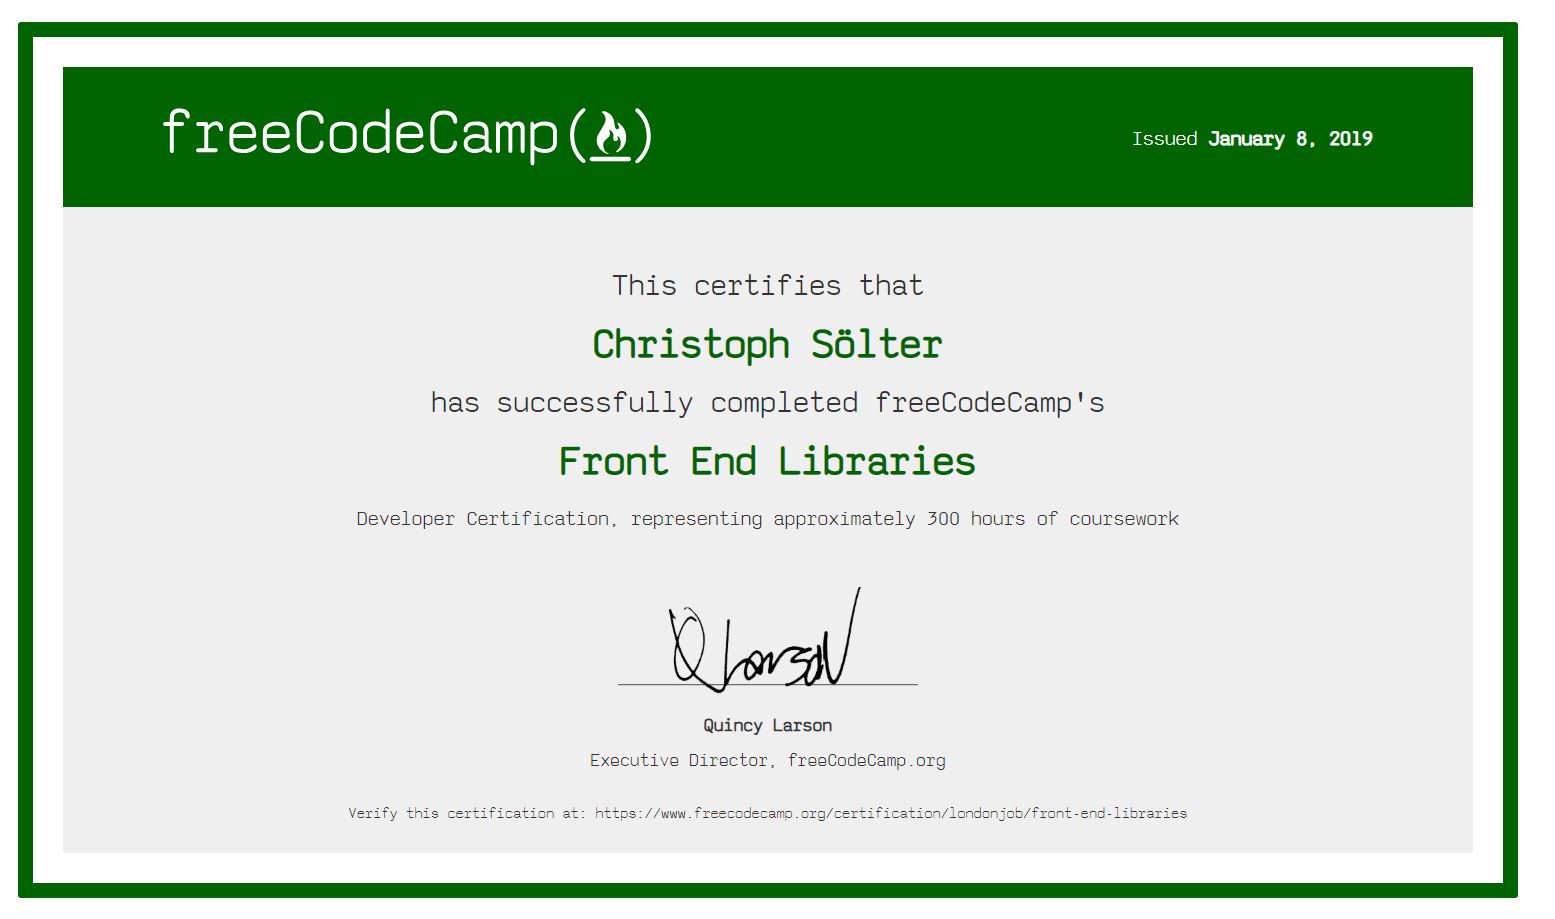 freeCodeCamp()
Issued January 8, 2019
This certifies that
Christoph Sölter
has successfully completed freeCodeCamp's
Front End Libraries
Developer Certification, representing approximately 300 hours of coursework
Q Larson
Quincy Larson
Executive Director, freeCodeCamp.org
Verify this certification at: https://www.freecodecamp.org/certification/londonjob/front-end-libraries